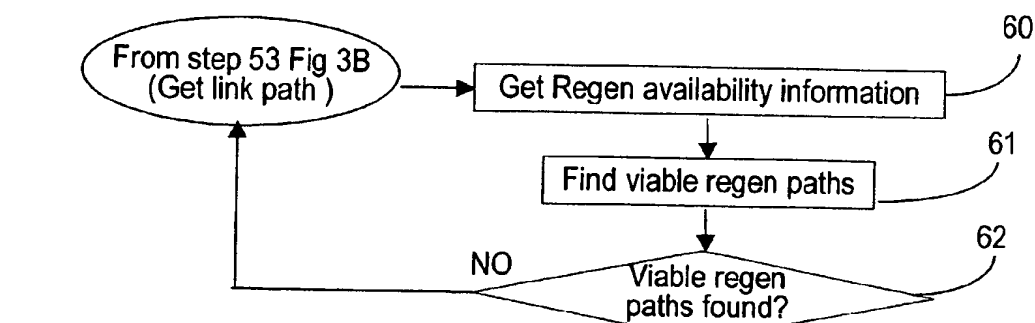 From step 53 Fig 3B
(Get link path )
60
Get Regen availability information
61
Find viable regen paths
62
NO
Viable regen
paths found?